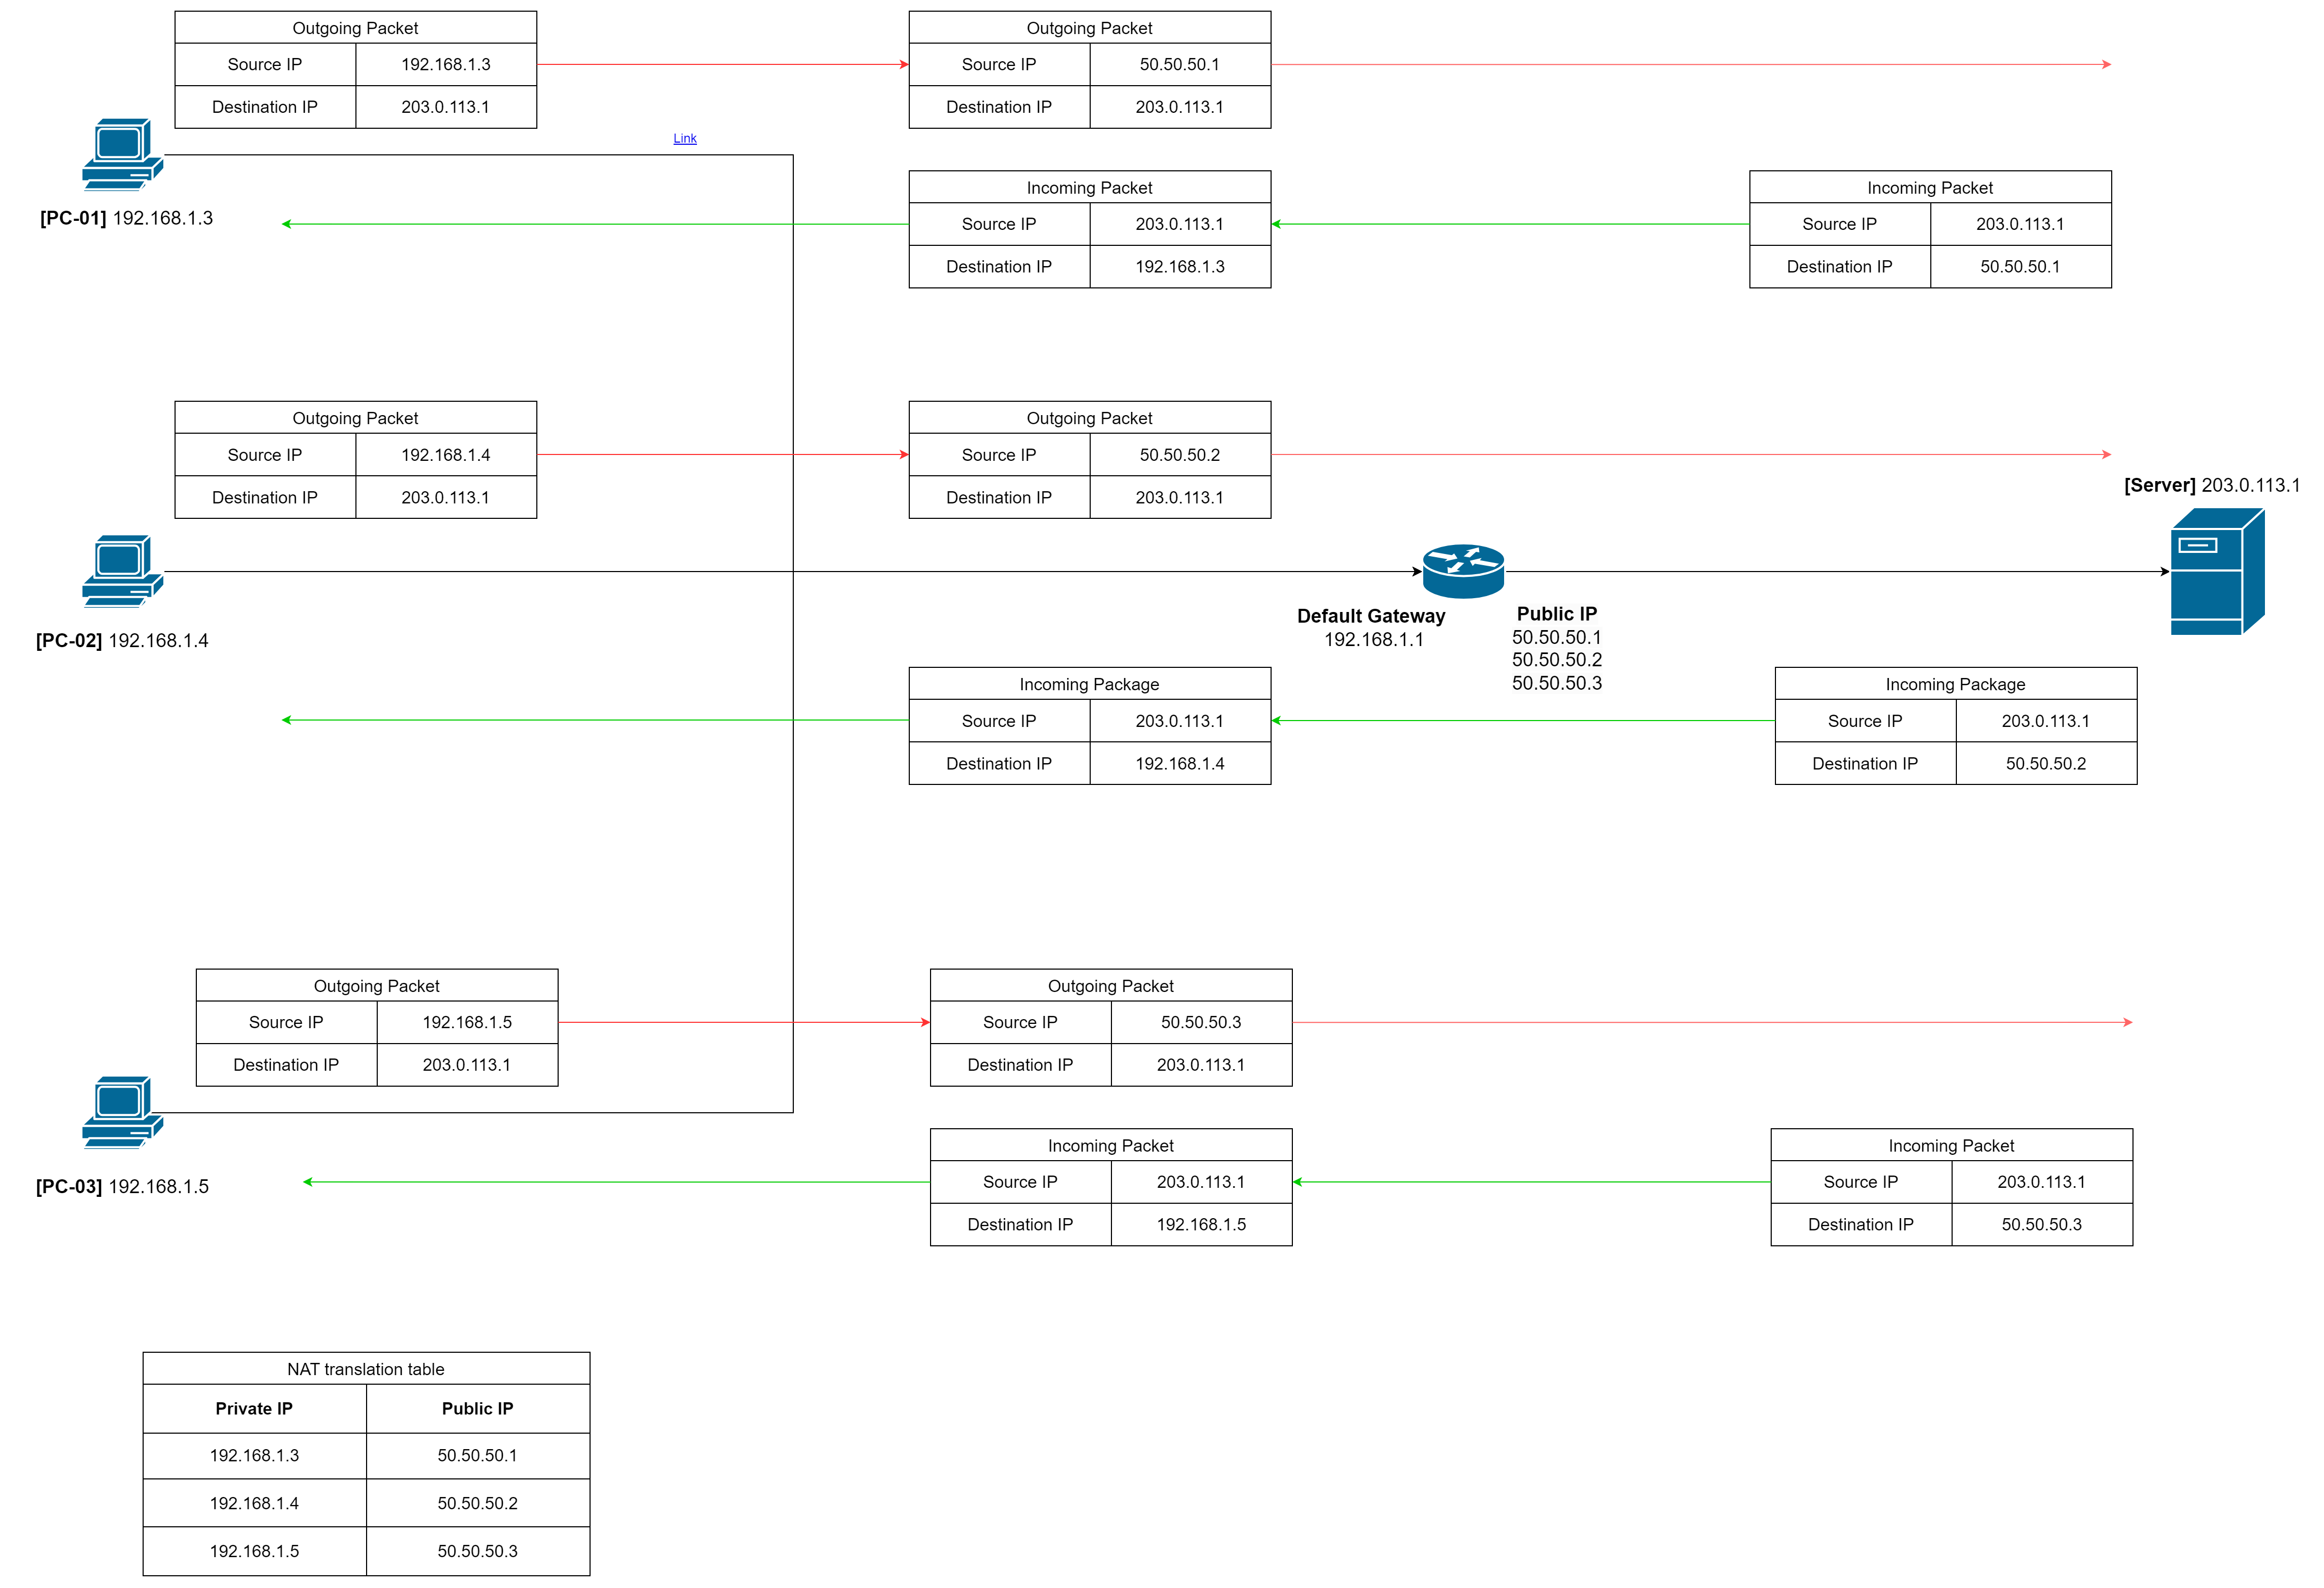 Outgoing Packet
Source IP 192.168.1.3
Destination IP 203.0.113.1
Outgoing Packet
Source IP 50.50.50.1
Destination IP 203.0.113.1
Link
[PC-01] 192.168.1.3
Incoming Packet
Source IP 203.0.113.1
Destination IP 192.168.1.3
Incoming Packet
Source IP 203.0.113.1
Destination IP 50.50.50.1
Outgoing Packet
Source IP 192.168.1.4
Destination IP 203.0.113.1
Outgoing Packet
Source IP 50.50.50.2
Destination IP 203.0.113.1
[Server] 203.0.113.1
[PC-02] 192.168.1.4
Default Gateway
192.168.1.1
Public IP
50.50.50.1
50.50.50.2
50.50.50.3
Incoming Package
Source IP 203.0.113.1
Destination IP 192.168.1.4
Incoming Package
Source IP 203.0.113.1
Destination IP 50.50.50.2
Outgoing Packet
Source IP 192.168.1.5
Destination IP 203.0.113.1
Outgoing Packet
Source IP 50.50.50.3
Destination IP 203.0.113.1
[PC-03] 192.168.1.5
Incoming Packet
Source IP 203.0.113.1
Destination IP 192.168.1.5
Incoming Packet
Source IP 203.0.113.1
Destination IP 50.50.50.3
NAT translation table
Private IP Public IP
192.168.1.3 50.50.50.1
192.168.1.4 50.50.50.2
192.168.1.5 50.50.50.3